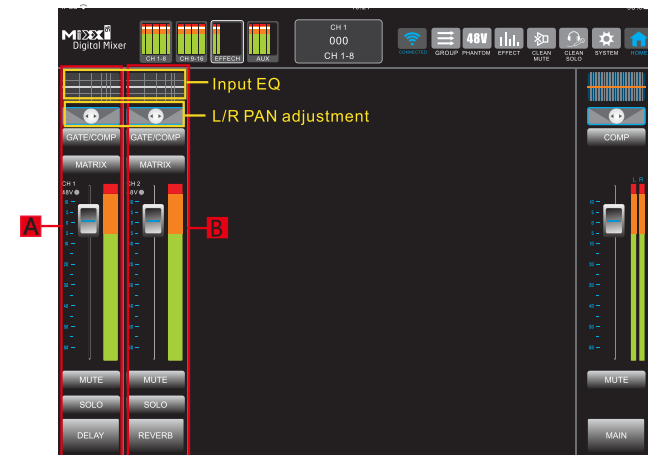 MiXXX
Digital Mixer
CH 1-8
CH 9-16
EFFECH
AUX
CH 1
000
CH 1-8
CONNECTED
GROUP
48V
PHANTOM
EFFECT
CLEAN
MUTE
CLEAN
SOLO
SYSTEM
HOME
Input EQ
L/R PAN adjustment
GATE/COMP
GATE/COMP
COMP
MATRIX
MATRIX
CH 1
48V
CH 2
48V
L R
A
B
MUTE
MUTE
MUTE
SOLO
SOLO
DELAY
REVERB
MAIN